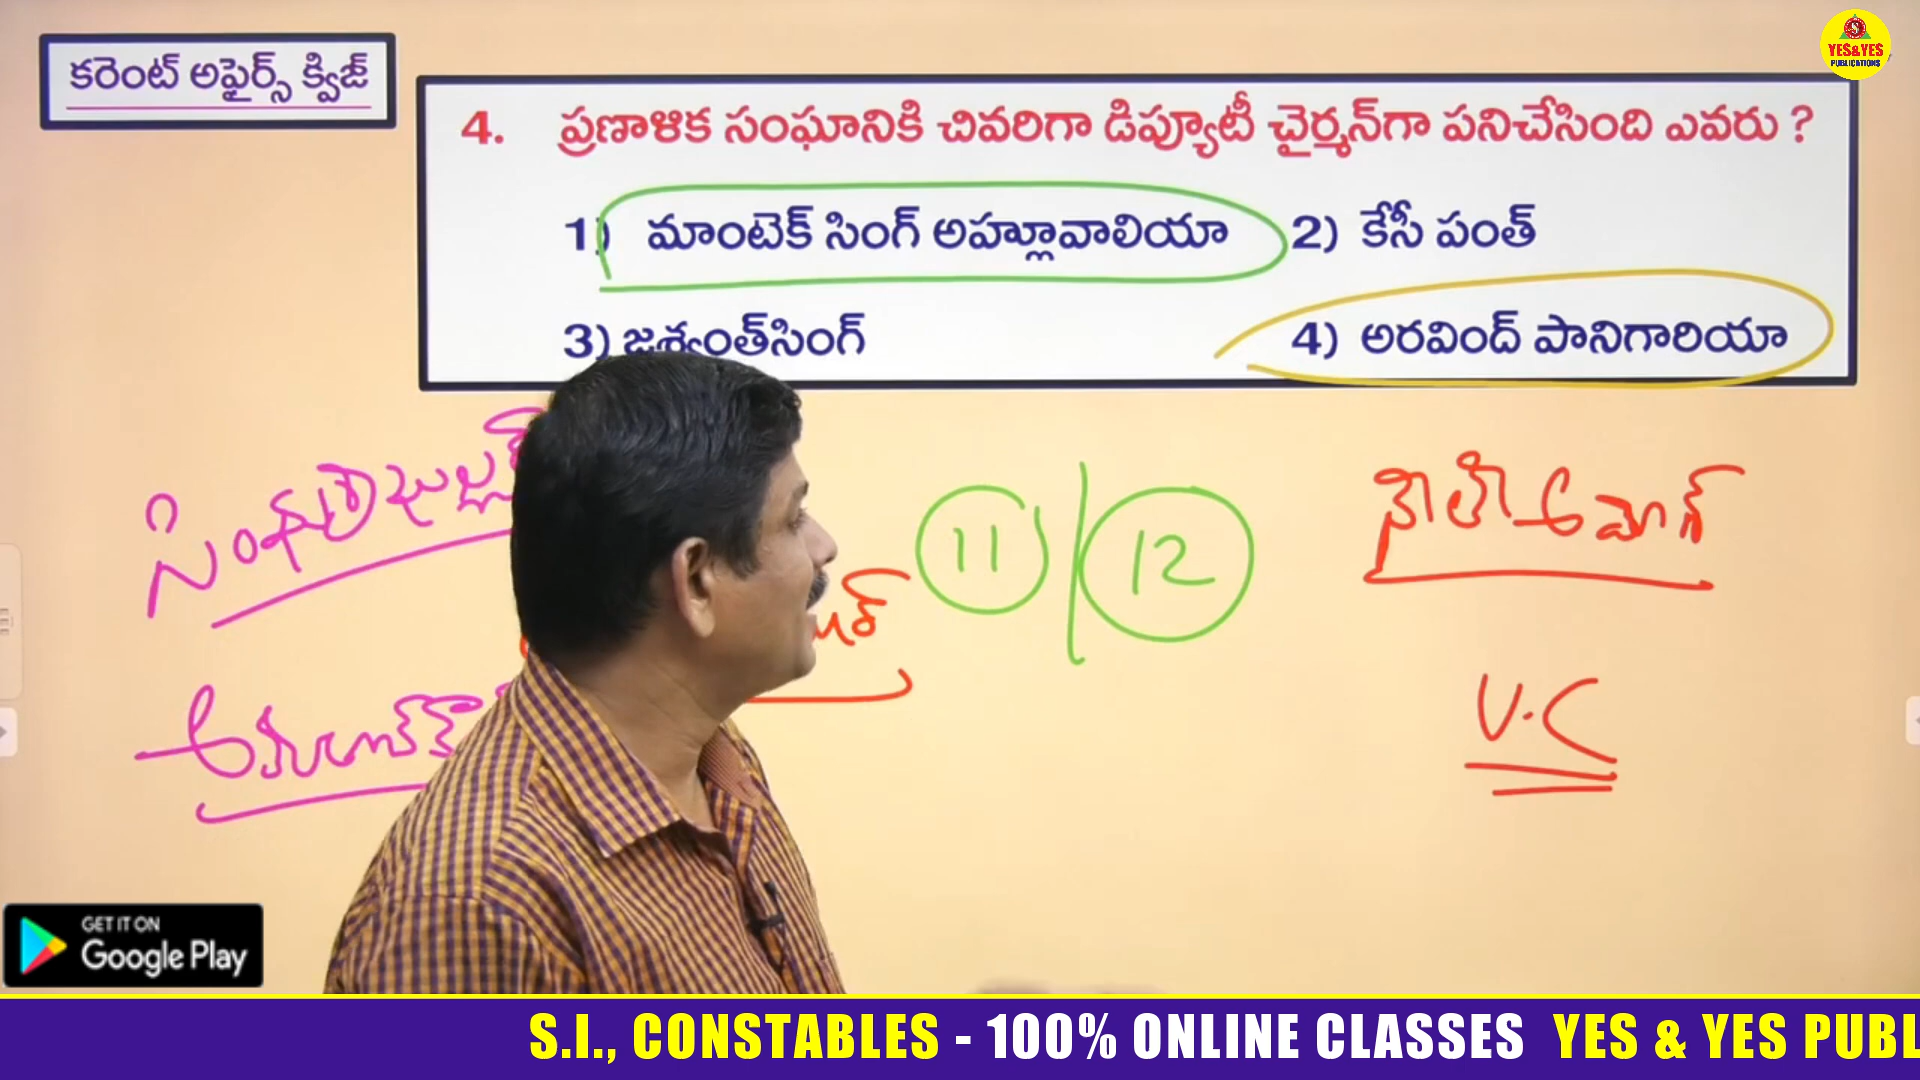 కరెంట్ అఫైర్స్ క్విజ్
YES&YES
PUBLICATIONS
4. ప్రణాళిక సంఘానికి చివరిగా డిప్యూటీ చైర్మన్‌గా పనిచేసింది ఎవరు ?
1) మాంటెక్ సింగ్ అహ్లూవాలియా 2) కేసీ పంత్
3) జశ్వంత్‌సింగ్ 4) అరవింద్ పానిగారియా
11 12
V.C
GET IT ON
Google Play
S.I., CONSTABLES - 100% ONLINE CLASSES YES & YES PUBL